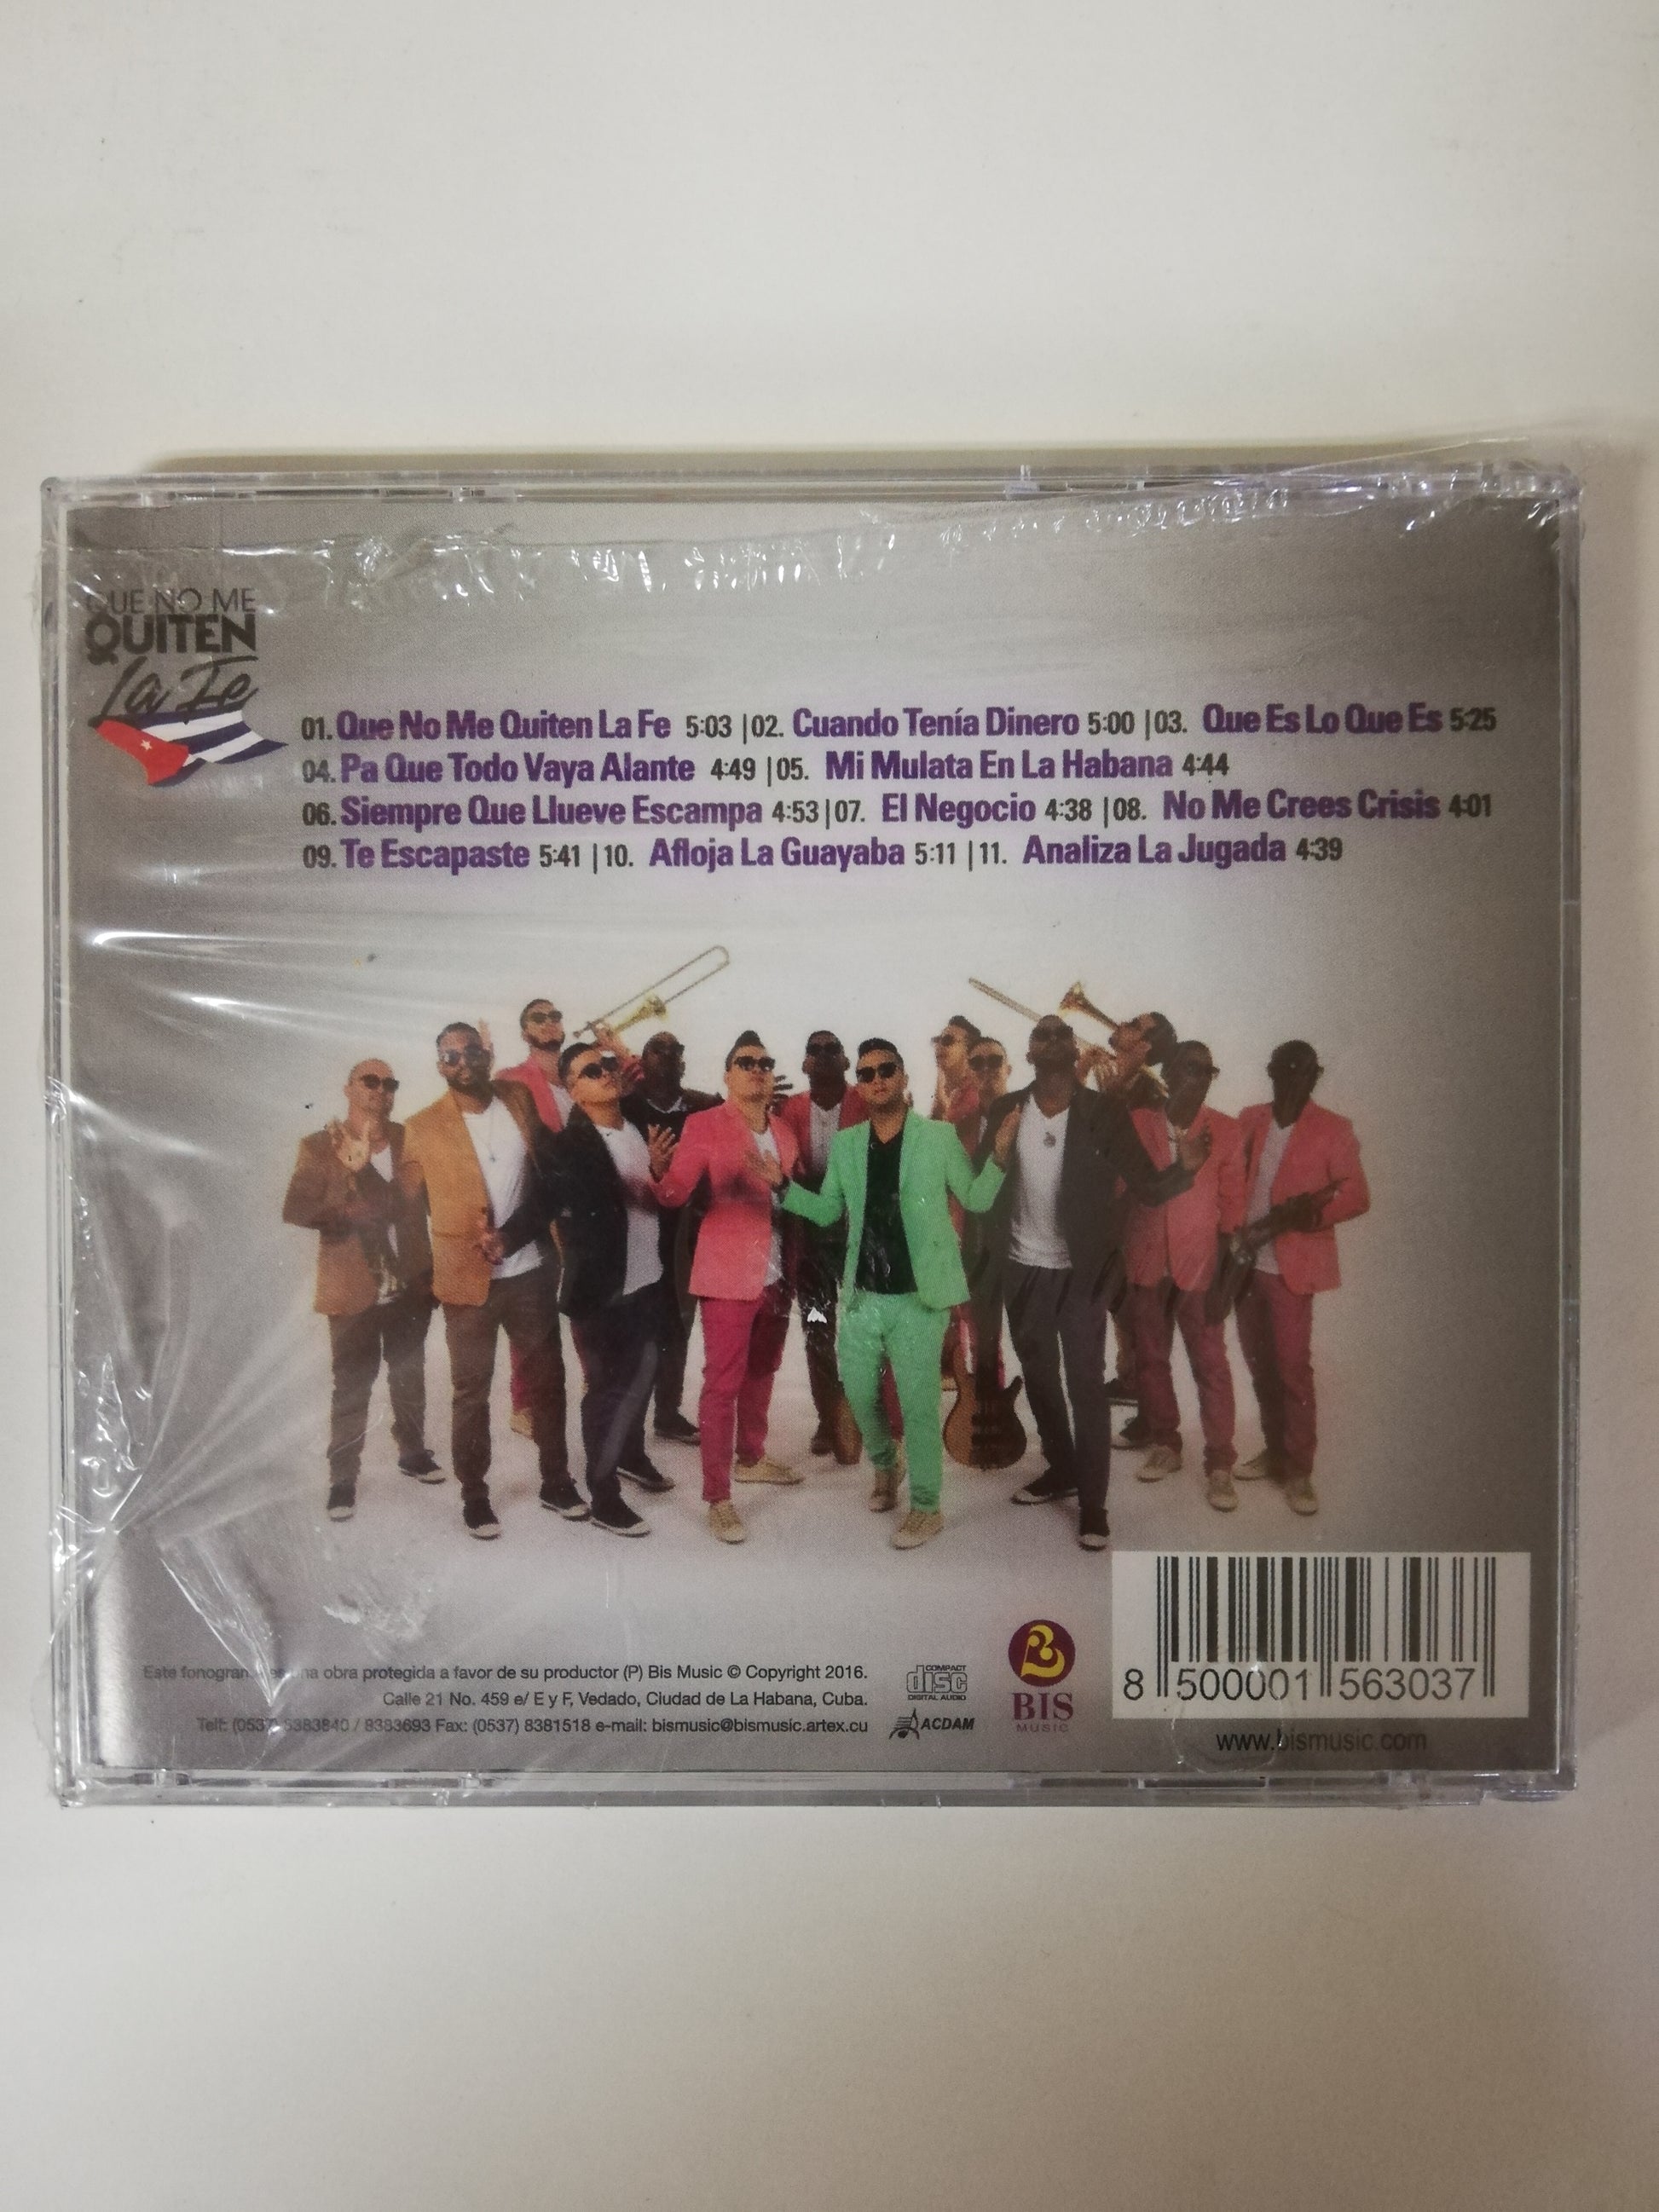 QUE NO ME
QUITEN
La Fe
01. Que No Me Quiten La Fe 5:03 | 02. Cuando Tenía Dinero 5:00 | 03. Que Es Lo Que Es 5:25
04. Pa Que Todo Vaya Alante 4:49 | 05. Mi Mulata En La Habana 4:44
06. Siempre Que Llueve Escampa 4:53 | 07. El Negocio 4:38 | 08. No Me Crees Crisis 4:01
09. Te Escapaste 5:41 | 10. Afloja La Guayaba 5:11 | 11. Analiza La Jugada 4:39
Este obra protegida a favor de su productor (P) Bis Music © Copyright 2016.
Calle 21 No. 459 e/ E y F, Vedado, Ciudad de La Habana, Cuba.
Telf: (0537) 8383840 / 8383693 Fax: (0537) 8381518 e-mail: bismusic@bismusic.artex.cu
COMPACT
disc
DIGITAL AUDIO
ACDAM
BIS
MUSIC
8 500001 563037
www.bismusic.com